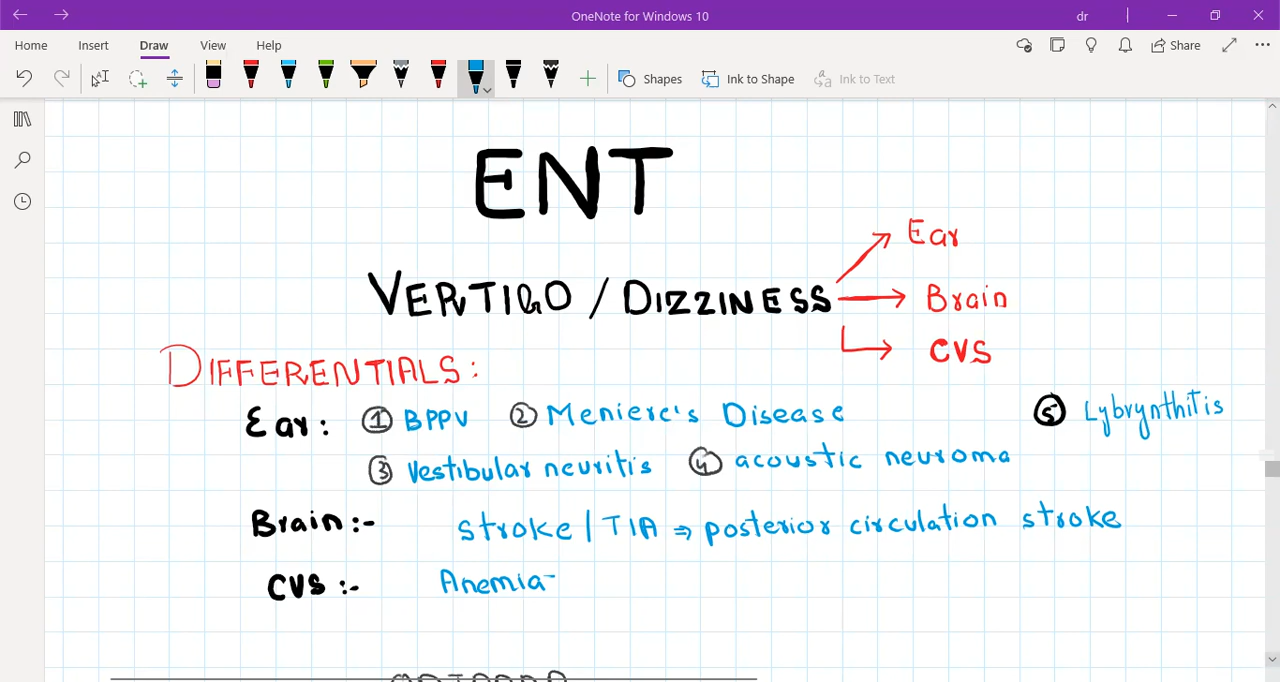 OneNote for Windows 10
dr
Home Insert Draw View Help
Share
Shapes Ink to Shape Ink to Text
ENT
VERTIGO / DIZZINESS
Ear
Brain
CVS
DIFFERENTIALS:
Ear: ① BPPV ② Meniere's Disease
③ Vestibular neuritis ④ acoustic neuroma
⑤ Lybrynthitis
Brain:- stroke / TIA ⇒ posterior circulation stroke
CVS:- Anemia